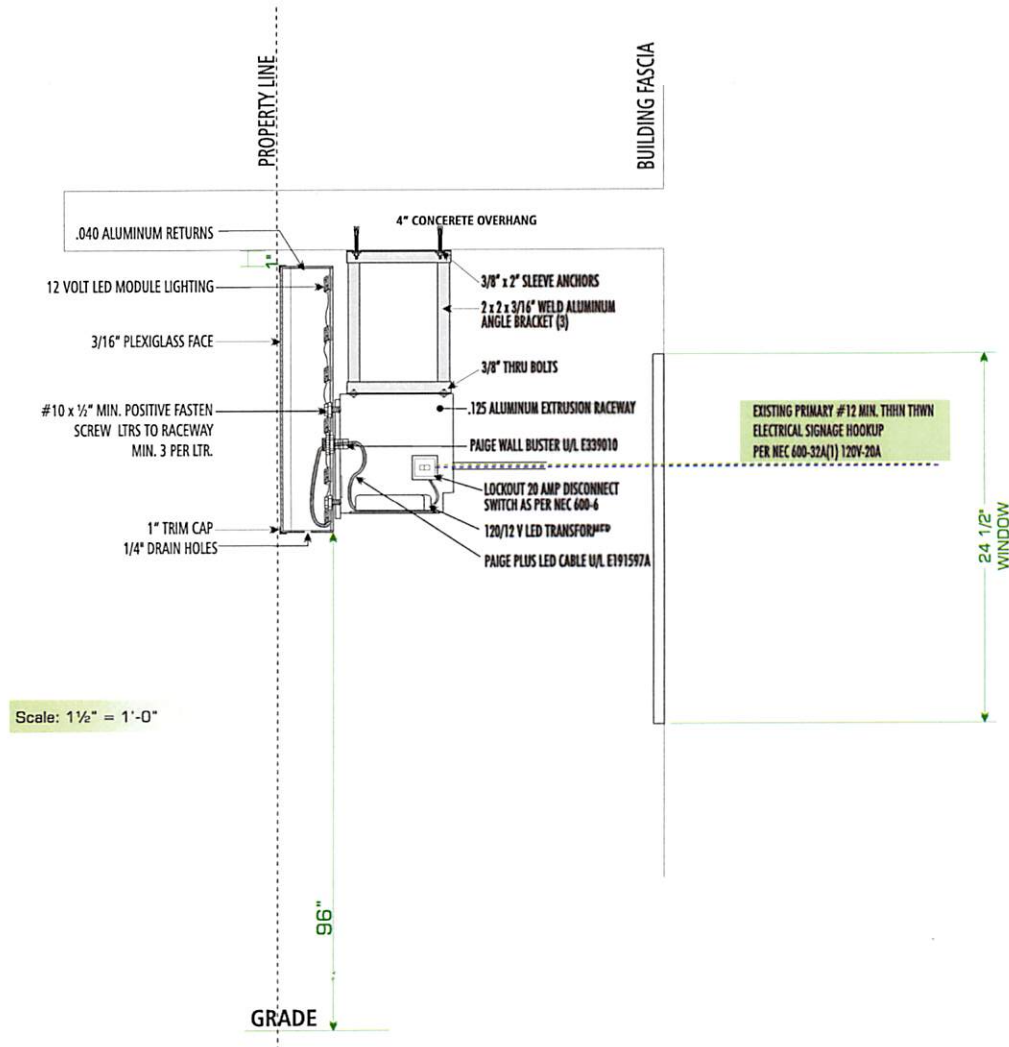 PROPERTY LINE
BUILDING FASCIA
4" CONCERETE OVERHANG
.040 ALUMINUM RETURNS
1"
12 VOLT LED MODULE LIGHTING
3/16" PLEXIGLASS FACE
#10 x ½" MIN. POSITIVE FASTEN
SCREW LTRS TO RACEWAY
MIN. 3 PER LTR.
1" TRIM CAP
1/4" DRAIN HOLES
3/8" x 2" SLEEVE ANCHORS
2 x 2 x 3/16" WELD ALUMINUM
ANGLE BRACKET (3)
3/8" THRU BOLTS
.125 ALUMINUM EXTRUSION RACEWAY
PAIGE WALL BUSTER U/L E339010
LOCKOUT 20 AMP DISCONNECT
SWITCH AS PER NEC 600-6
120/12 V LED TRANSFORMER
PAIGE PLUS LED CABLE U/L E191597A
EXISTING PRIMARY #12 MIN. THHN THWN
ELECTRICAL SIGNAGE HOOKUP
PER NEC 600-32A(1) 120V-20A
24 1/2"
WINDOW
Scale: 1½" = 1'-0"
96"
GRADE